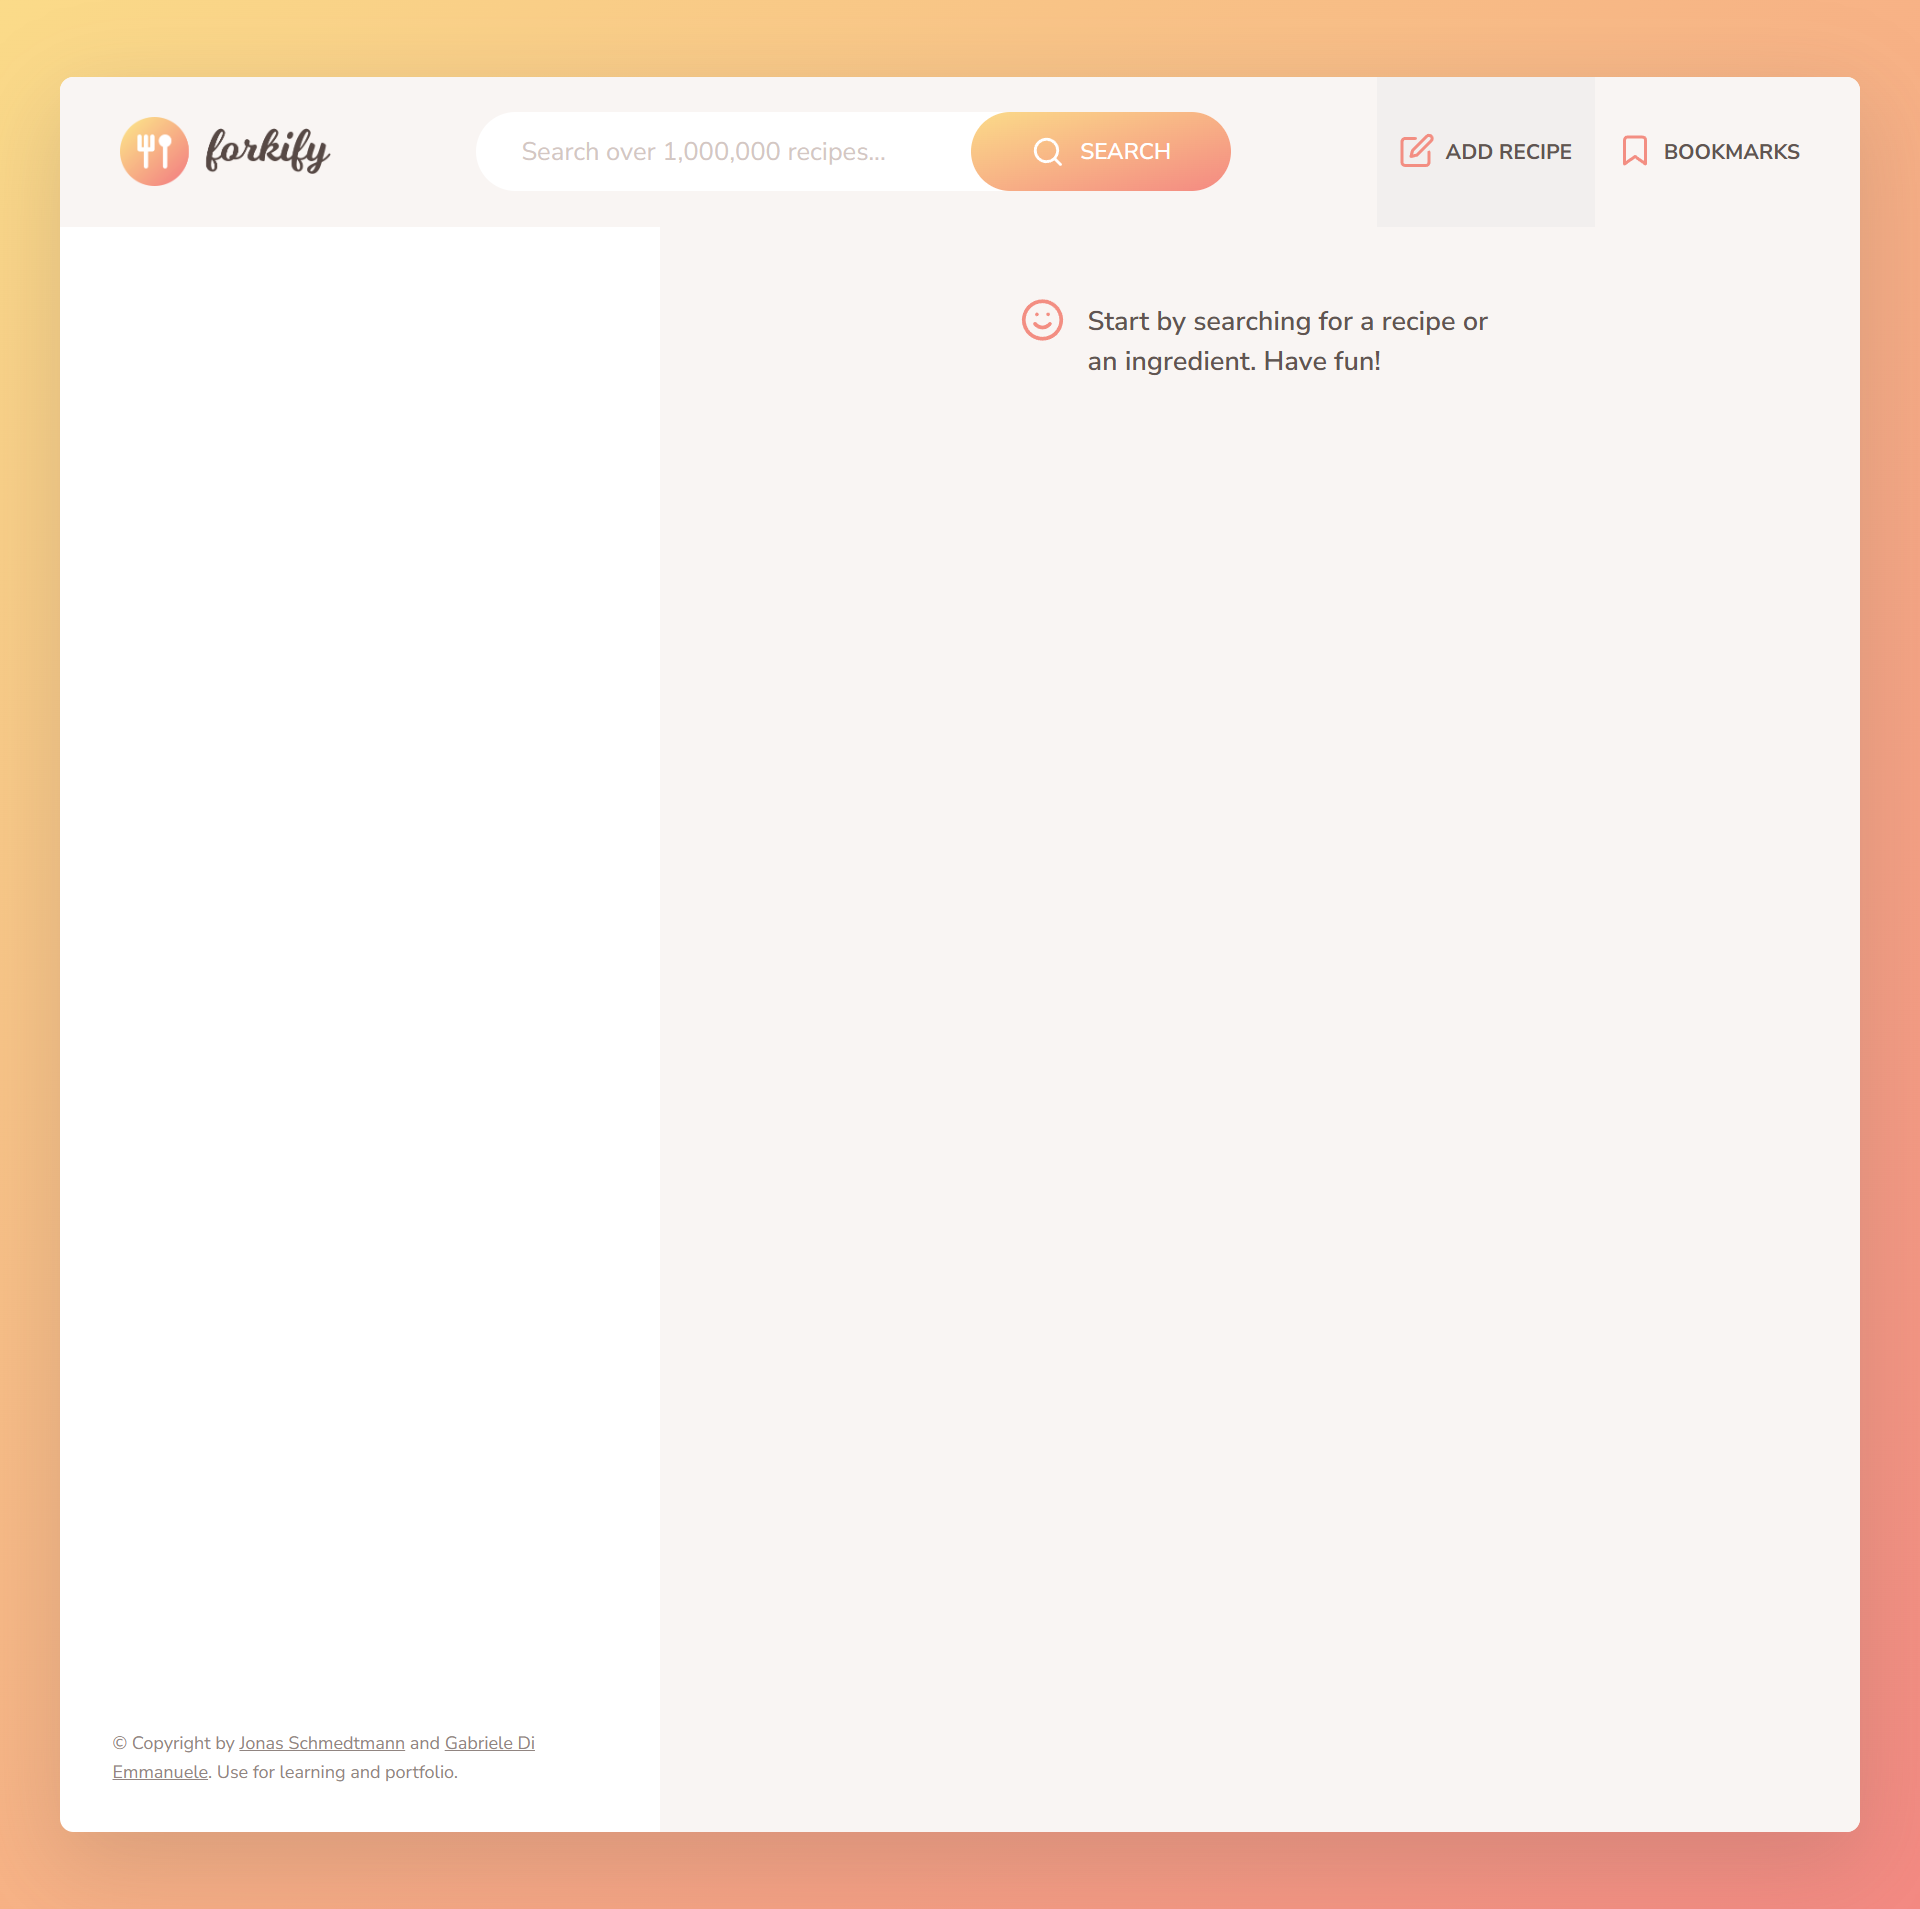 forkify
Search over 1,000,000 recipes...
SEARCH
ADD RECIPE
BOOKMARKS
Start by searching for a recipe or
an ingredient. Have fun!
© Copyright by Jonas Schmedtmann and Gabriele Di
Emmanuele. Use for learning and portfolio.